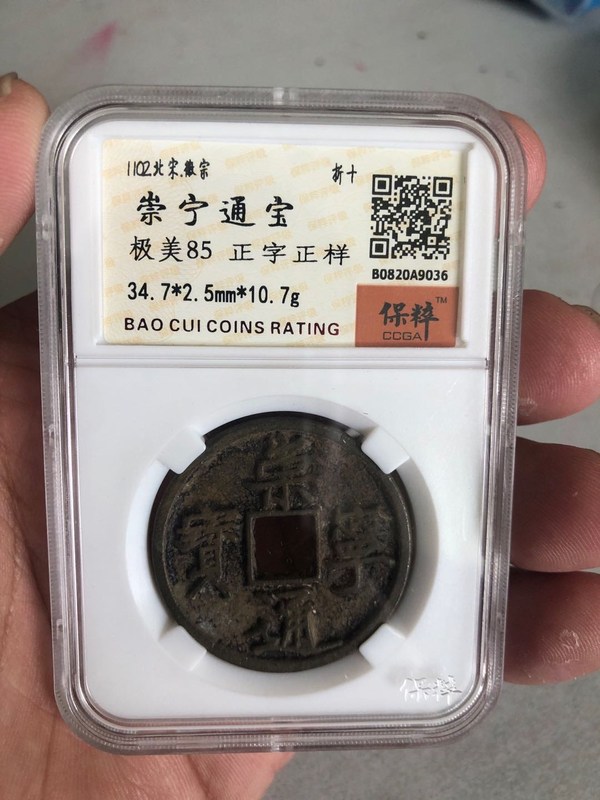 1102北宋.徽宗
折十
崇宁通宝
极美85 正字正样
B0820A9036
34.7*2.5mm*10.7g
BAO CUI COINS RATING
保粹™
CCGA
崇
寶 寧
通
保粹